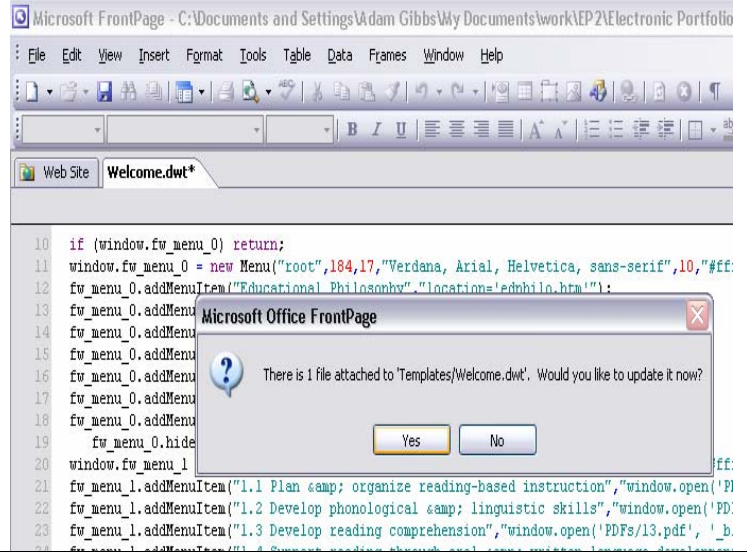 Microsoft FrontPage - C:\Documents and Settings\Adam Gibbs\My Documents\work\EP2\Electronic Portfolio
File Edit View Insert Format Tools Table Data Frames Window Help
B I U A A
Web Site Welcome.dwt*
10 if (window.fw_menu_0) return;
11 window.fw_menu_0 = new Menu("root",184,17,"Verdana, Arial, Helvetica, sans-serif",10,"#ff
12 fw_menu_0.addMenuItem("Educational Philosophy","location='edphilo.htm'");
13 fw_menu_0.addMenu
14 fw_menu_0.addMenu
15 fw_menu_0.addMenu
16 fw_menu_0.addMenu
17 fw_menu_0.addMenu
18 fw_menu_0.addMenu
19 fw_menu_0.hide
20 window.fw_menu_1 #ff
Microsoft Office FrontPage
There is 1 file attached to 'Templates/Welcome.dwt'. Would you like to update it now?
Yes No
21 fw_menu_1.addMenuItem("1.1 Plan &amp; organize reading-based instruction","window.open('P
22 fw_menu_1.addMenuItem("1.2 Develop phonological &amp; linguistic skills","window.open('PD
23 fw_menu_1.addMenuItem("1.3 Develop reading comprehension","window.open('PDFs/13.pdf', '_b